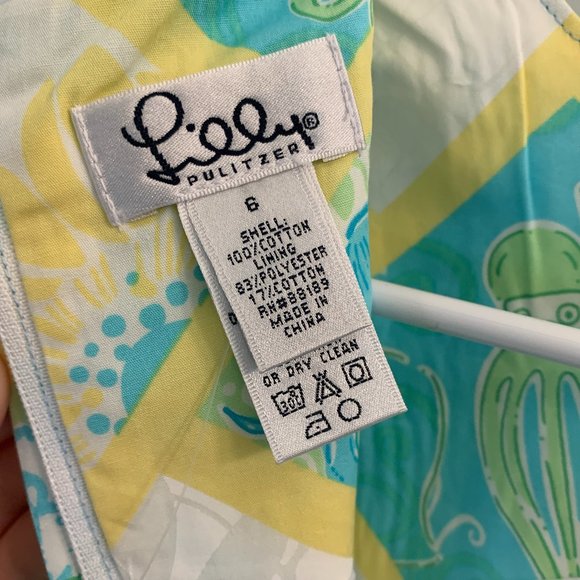 Lilly®
PULITZER
6
SHELL:
100/COTTON
LINING
83/POLYESTER
17/COTTON
RN#98189
MADE IN
CHINA
OR DRY CLEAN
30